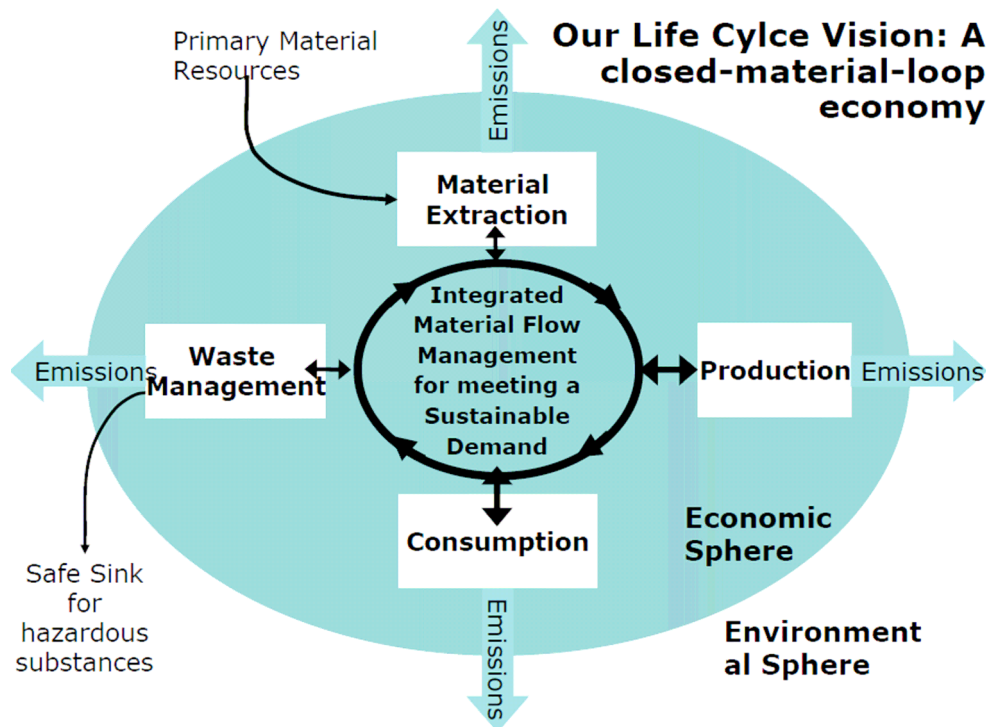 Our Life Cylce Vision: A
closed-material-loop
economy
Primary Material
Resources
Emissions
Material
Extraction
Integrated
Material Flow
Management
for meeting a
Sustainable
Demand
Emissions
Waste
Management
Production
Emissions
Consumption
Economic
Sphere
Safe Sink
for
hazardous
substances
Emissions
Environment
al Sphere